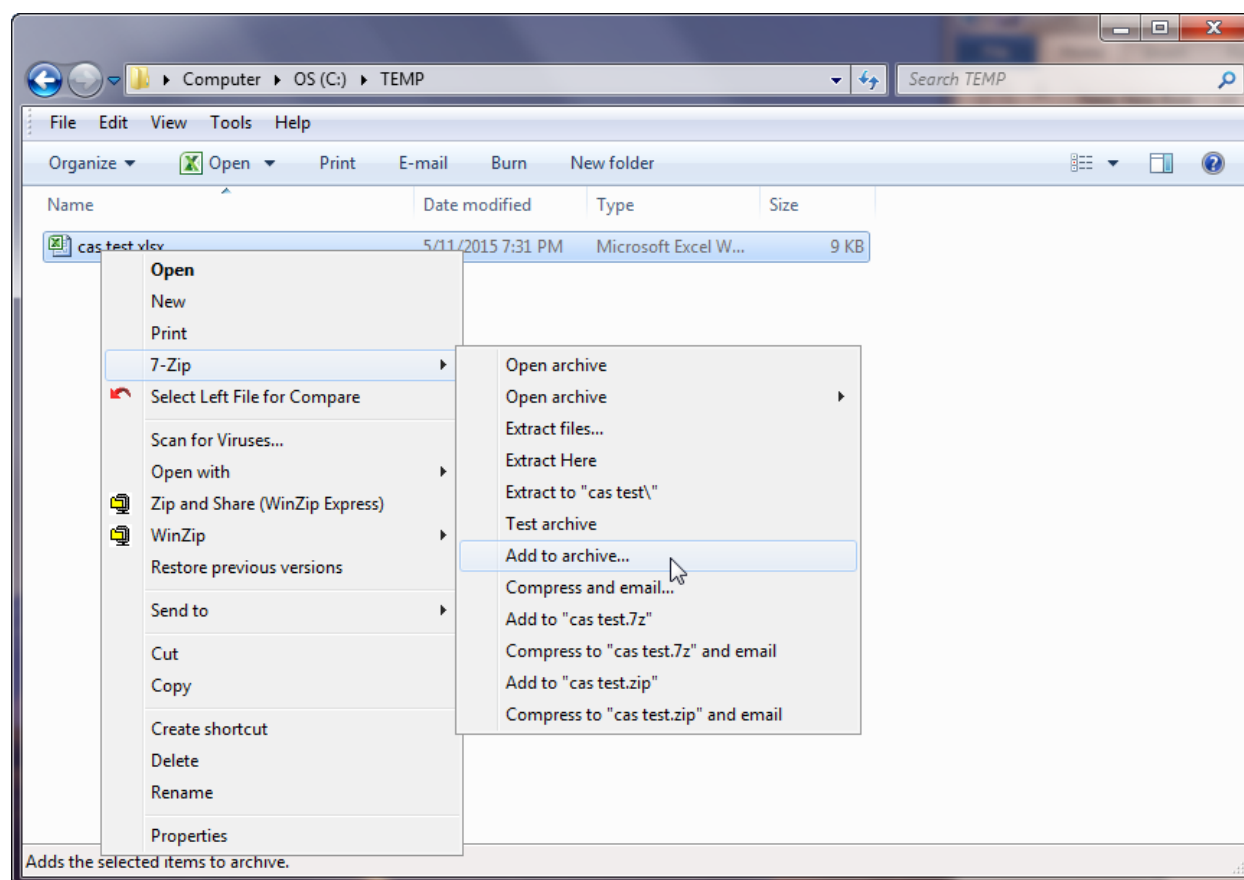 Computer OS (C:) TEMP
Search TEMP
File Edit View Tools Help
Organize Open Print E-mail Burn New folder
Name Date modified Type Size
cas test.xlsx 5/11/2015 7:31 PM Microsoft Excel W... 9 KB
Open
New
Print
7-Zip
Select Left File for Compare
Scan for Viruses...
Open with
Zip and Share (WinZip Express)
WinZip
Restore previous versions
Send to
Cut
Copy
Create shortcut
Delete
Rename
Properties
Open archive
Open archive
Extract files...
Extract Here
Extract to "cas test\"
Test archive
Add to archive...
Compress and email...
Add to "cas test.7z"
Compress to "cas test.7z" and email
Add to "cas test.zip"
Compress to "cas test.zip" and email
Adds the selected items to archive.